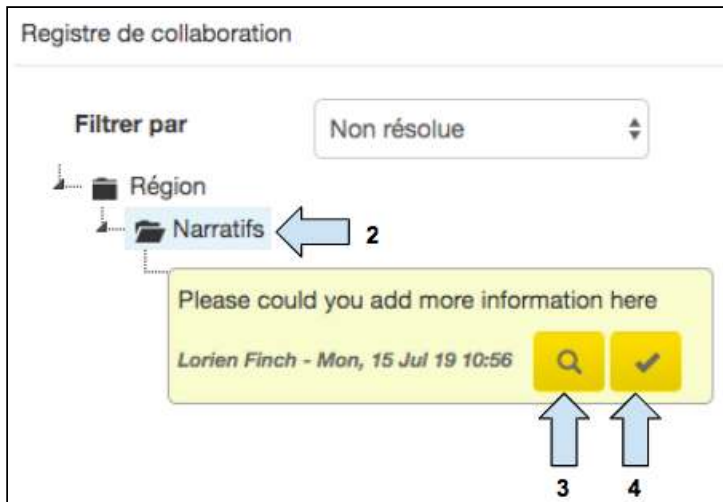 Registre de collaboration
Filtrer par
Non résolue
Région
Narratifs
2
Please could you add more information here
Lorien Finch - Mon, 15 Jul 19 10:56
3 4